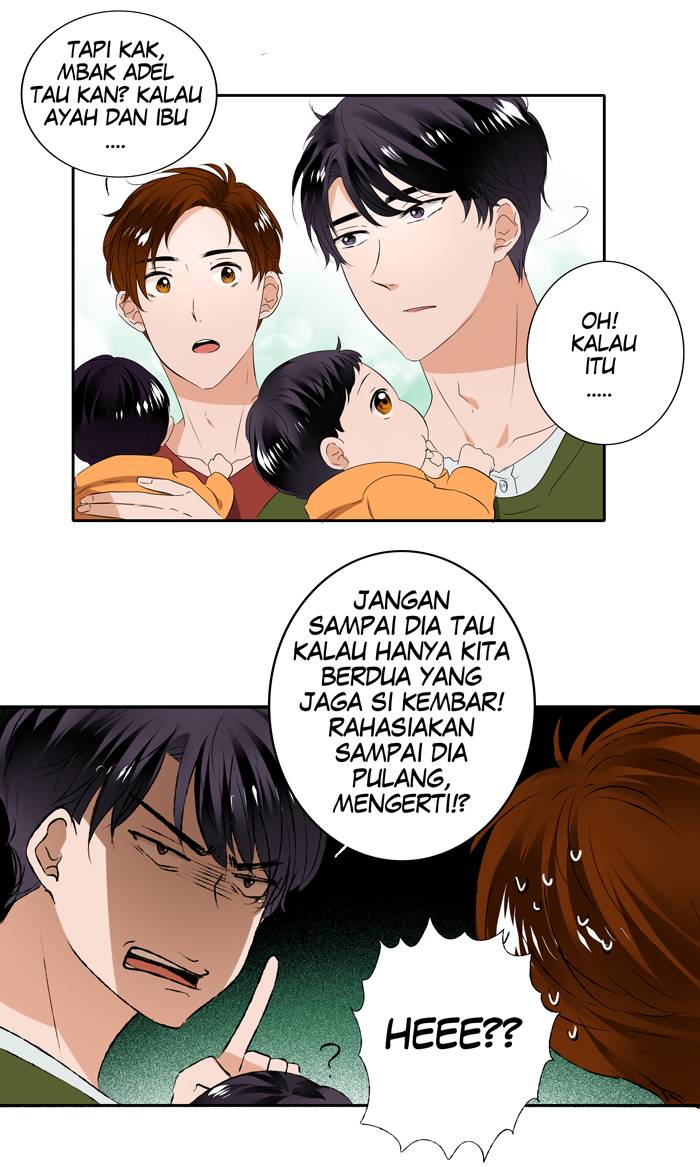 TAPI KAK,
MBAK ADEL
TAU KAN? KALAU
AYAH DAN IBU
....
OH!
KALAU
ITU
.....
JANGAN
SAMPAI DIA TAU
KALAU HANYA KITA
BERDUA YANG
JAGA SI KEMBAR!
RAHASIAKAN
SAMPAI DIA
PULANG,
MENGERTI!?
?
HEEE??